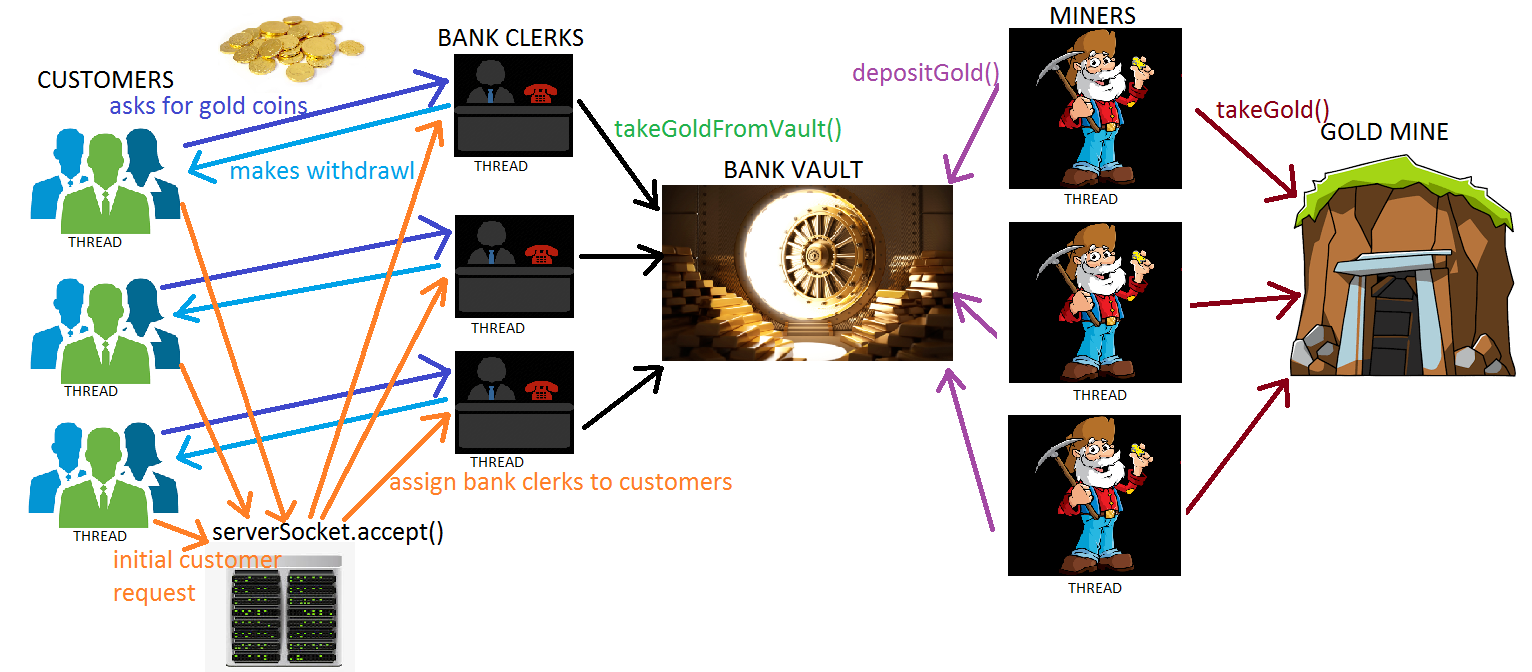 MINERS
BANK CLERKS
depositGold()
CUSTOMERS
asks for gold coins
takeGold()
takeGoldFromVault()
GOLD MINE
makes withdrawl
THREAD
BANK VAULT
THREAD
THREAD
THREAD
THREAD
THREAD
THREAD
THREAD
assign bank clerks to customers
THREAD
serverSocket.accept()
initial customer
request
THREAD